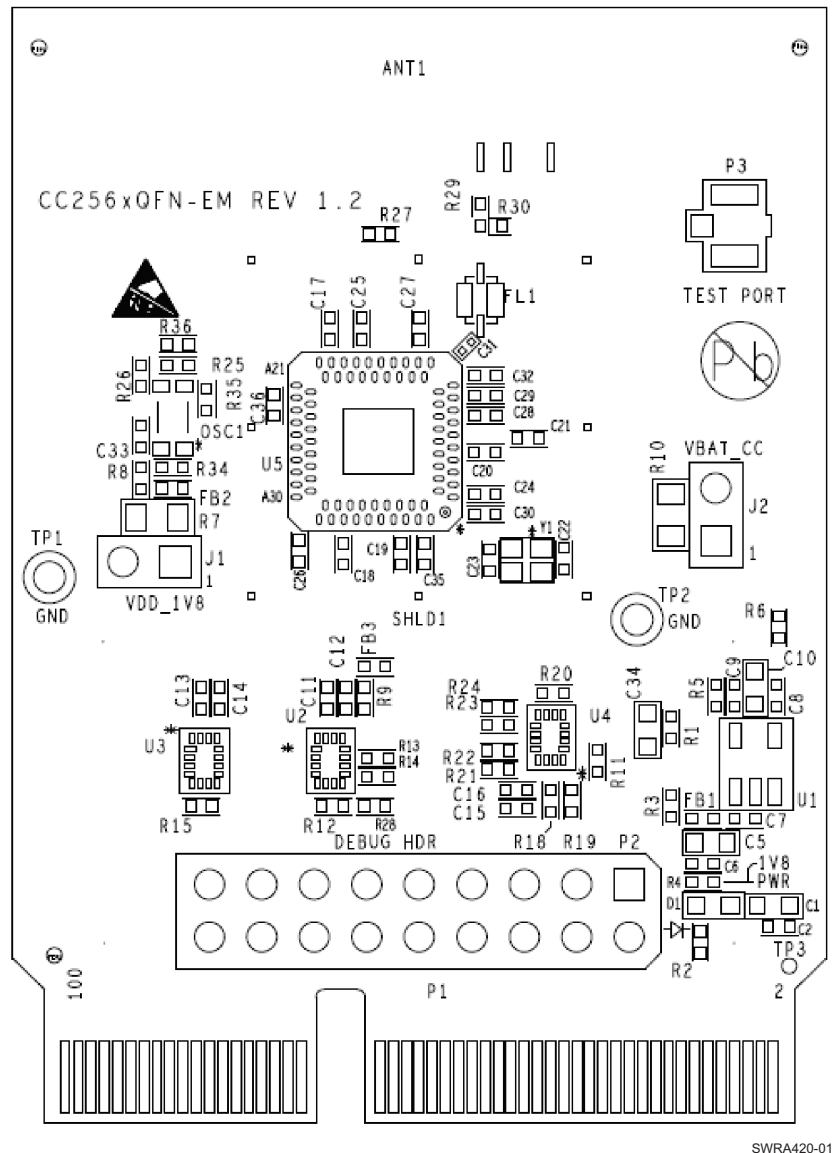 ANT1
P3
CC256xQFN-EM REV 1.2
R29
R30
R27
C17
C25
C27
FL1
TEST PORT
R36
C31
Pb
R26
R25
R35
A21
C36
C32
C29
C28
OSC1
C21
C33
R10
VBAT_CC
R8
R34
U5
C20
FB2
A30
C24
C30
J2
R7
TP1
J1
1
Y1
C22
1
C26
C18
C19
C35
C23
GND
VDD_1V8
SHLD1
TP2
GND
R6
C13
C14
C12
FB3
C11
R9
R20
R24
R23
C34
R5
C9
C10
C8
U3
U2
U4
R1
R13
R14
R22
R21
R11
U1
C16
C15
R3
FB1
C7
R15
R12
R28
DEBUG HDR
R18
R19
P2
C5
C6
1V8
PWR
R4
D1
C1
C2
R2
TP3
100
P1
2
SWRA420-01